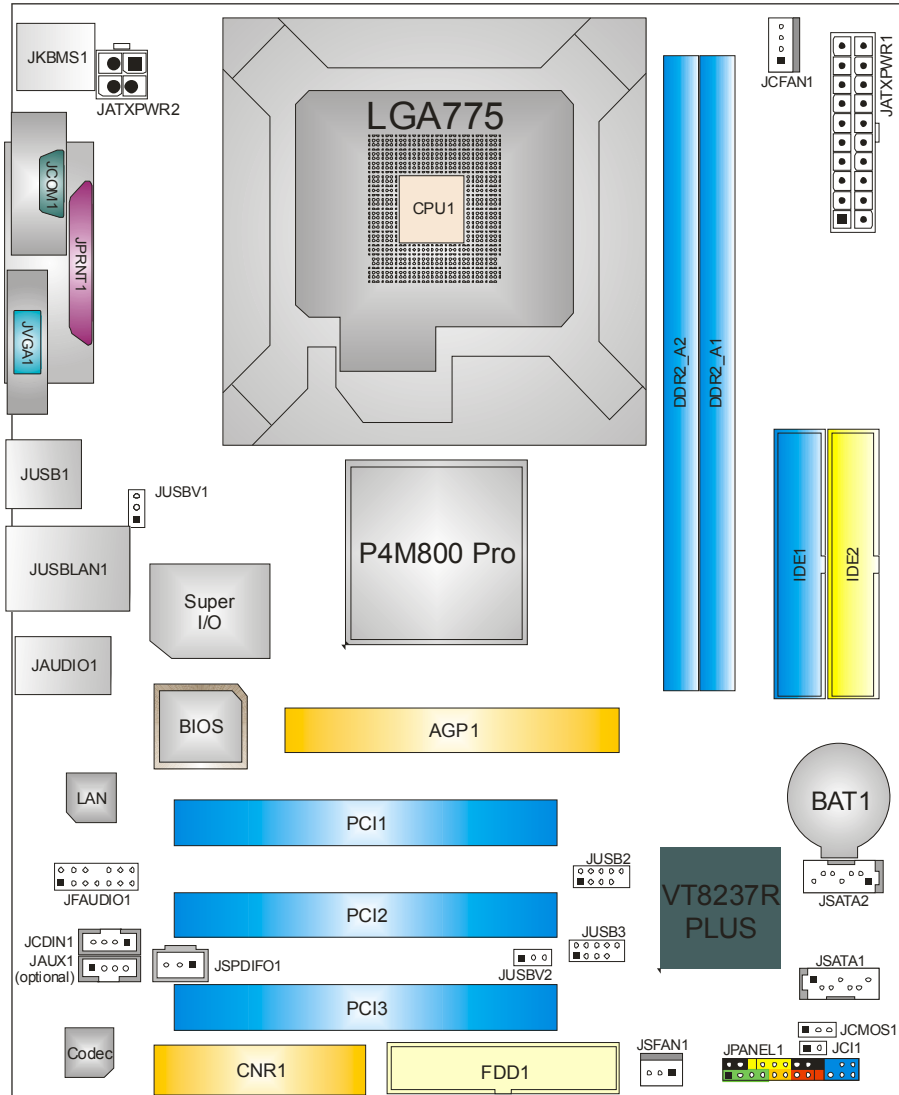 JKBMS1
JATXPWR2
JCFAN1
JATXPWR1
LGA775
CPU1
JCOM1
JPRNT1
JVGA1
DDR2_A2
DDR2_A1
JUSB1
JUSBV1
JUSBLAN1
P4M800 Pro
IDE1
IDE2
Super
I/O
JAUDIO1
BIOS
AGP1
LAN
BAT1
PCI1
JUSB2
JFAUDIO1
VT8237R
PLUS
JSATA2
PCI2
JCDIN1
JAUX1
(optional)
JSPDIFO1
JUSB3
JUSBV2
JSATA1
PCI3
JCMOS1
JCI1
Codec
CNR1
FDD1
JSFAN1
JPANEL1